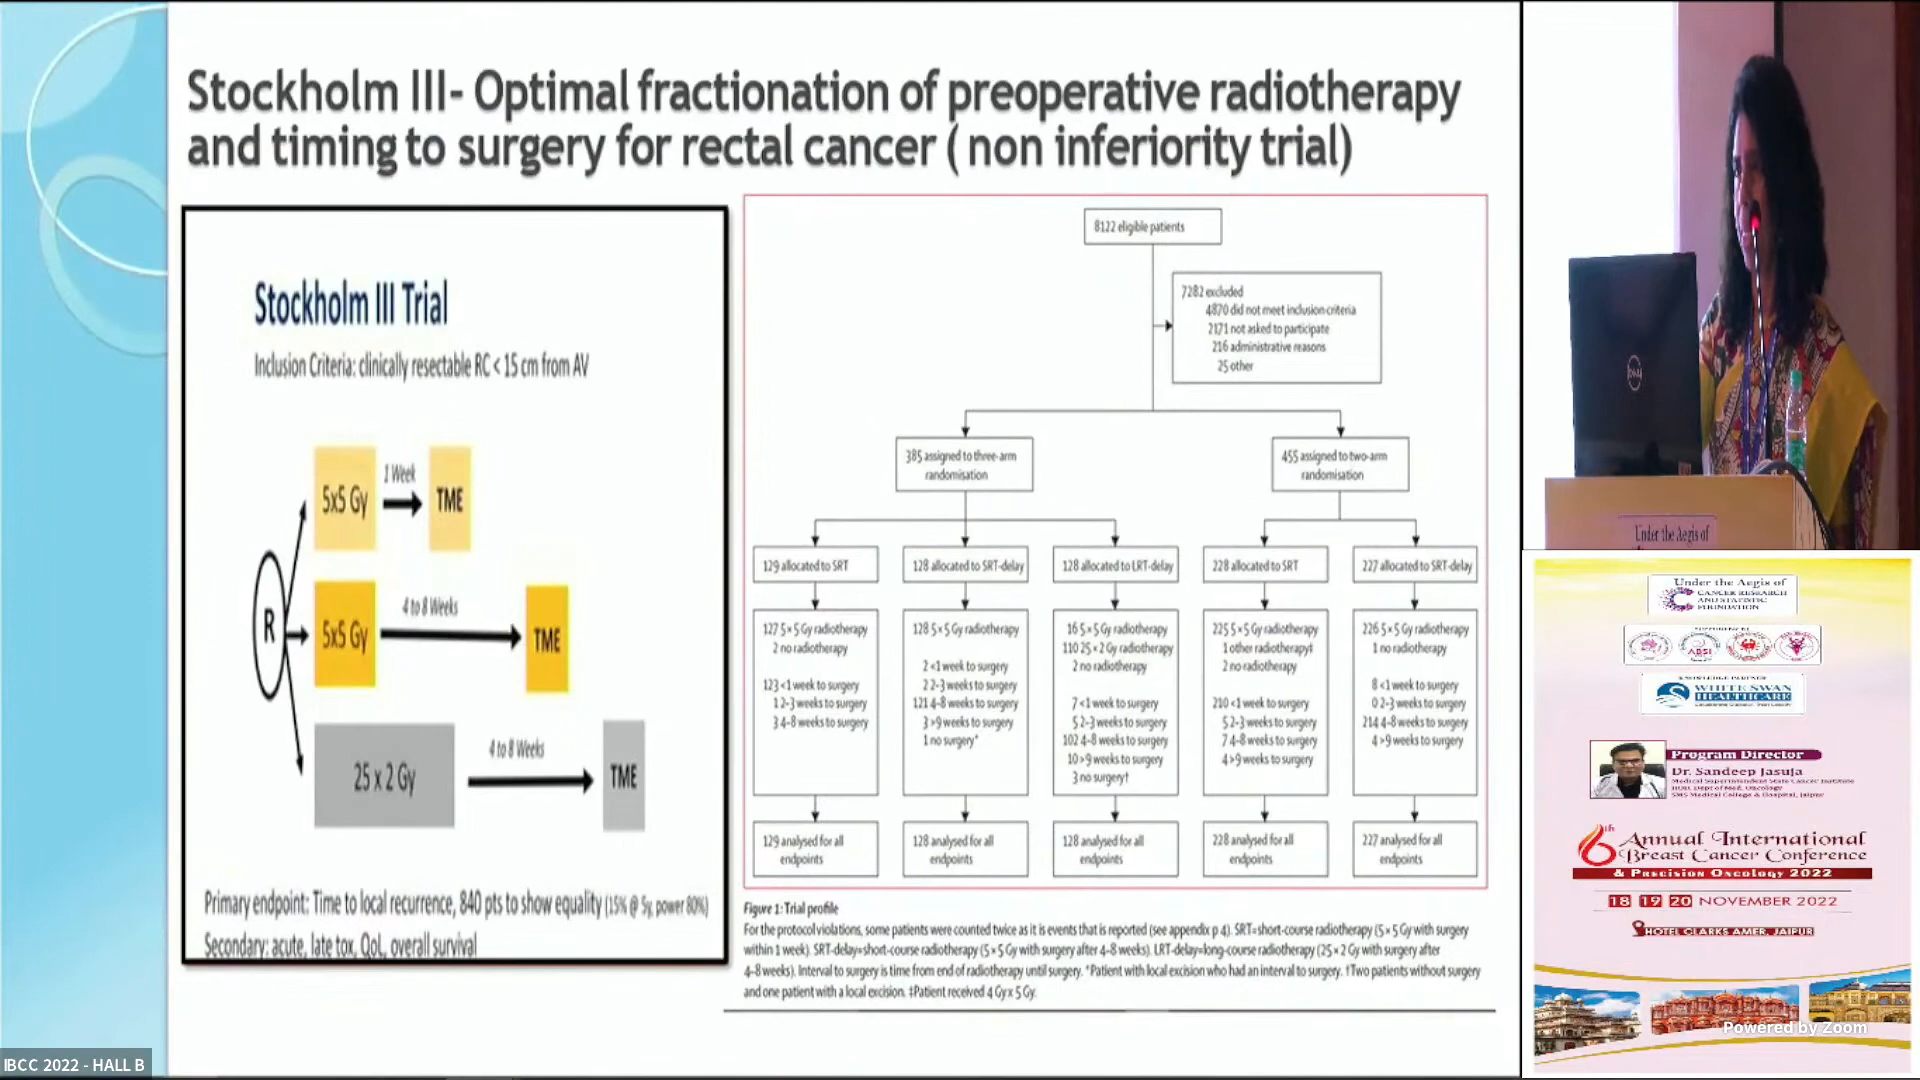 Stockholm III- Optimal fractionation of preoperative radiotherapy
and timing to surgery for rectal cancer ( non inferiority trial)
Stockholm III Trial
Inclusion Criteria: clinically resectable RC < 15 cm from AV
R
5x5 Gy
1 Week
TME
5x5 Gy
4 to 8 Weeks
TME
25 x 2 Gy
4 to 8 Weeks
TME
Primary endpoint: Time to local recurrence, 840 pts to show equality (15% @ 5y, power 80%)
Secondary: acute, late tox, QoL, overall survival
8122 eligible patients
7282 excluded
4870 did not meet inclusion criteria
2171 not asked to participate
216 administrative reasons
25 other
385 assigned to three-arm
randomisation
455 assigned to two-arm
randomisation
129 allocated to SRT
128 allocated to SRT-delay
128 allocated to LRT-delay
228 allocated to SRT
227 allocated to SRT-delay
127 5×5 Gy radiotherapy
2 no radiotherapy
123 <1 week to surgery
1 2-3 weeks to surgery
3 4-8 weeks to surgery
128 5×5 Gy radiotherapy
2 <1 week to surgery
2 2-3 weeks to surgery
121 4-8 weeks to surgery
3 >9 weeks to surgery
1 no surgery*
16 5×5 Gy radiotherapy
110 25×2 Gy radiotherapy
2 no radiotherapy
7 <1 week to surgery
5 2-3 weeks to surgery
102 4-8 weeks to surgery
10 >9 weeks to surgery
3 no surgery†
225 5×5 Gy radiotherapy
1 other radiotherapy‡
2 no radiotherapy
210 <1 week to surgery
5 2-3 weeks to surgery
7 4-8 weeks to surgery
4 >9 weeks to surgery
226 5×5 Gy radiotherapy
1 no radiotherapy
8 <1 week to surgery
0 2-3 weeks to surgery
214 4-8 weeks to surgery
4 >9 weeks to surgery
129 analysed for all
endpoints
128 analysed for all
endpoints
128 analysed for all
endpoints
228 analysed for all
endpoints
227 analysed for all
endpoints
Figure 1: Trial profile
For the protocol violations, some patients were counted twice as it is events that is reported (see appendix p 4). SRT=short-course radiotherapy (5×5 Gy with surgery
within 1 week). SRT-delay=short-course radiotherapy (5×5 Gy with surgery after 4-8 weeks). LRT-delay=long-course radiotherapy (25×2 Gy with surgery after
4-8 weeks). Interval to surgery is time from end of radiotherapy until surgery. *Patient with local excision who had an interval to surgery. †Two patients without surgery
and one patient with a local excision. ‡Patient received 4 Gy x 5 Gy.
IBCC 2022 - HALL B
DELL
Under the Aegis of
Under the Aegis of
CANCER RESEARCH
AND STATISTIC
FOUNDATION
ABSI
KNOWLEDGE PARTNER
WHITE SWAN
HEALTHCARE
Program Director
Dr. Sandeep Jasuja
Medical Superintendent State Cancer Institute
HOD, Dept of Med. Oncology
SMS Medical College & Hospital, Jaipur
6th Annual International
Breast Cancer Conference
& Precision Oncology 2022
18 19 20 NOVEMBER 2022
HOTEL CLARKS AMER, JAIPUR
Powered by Zoom